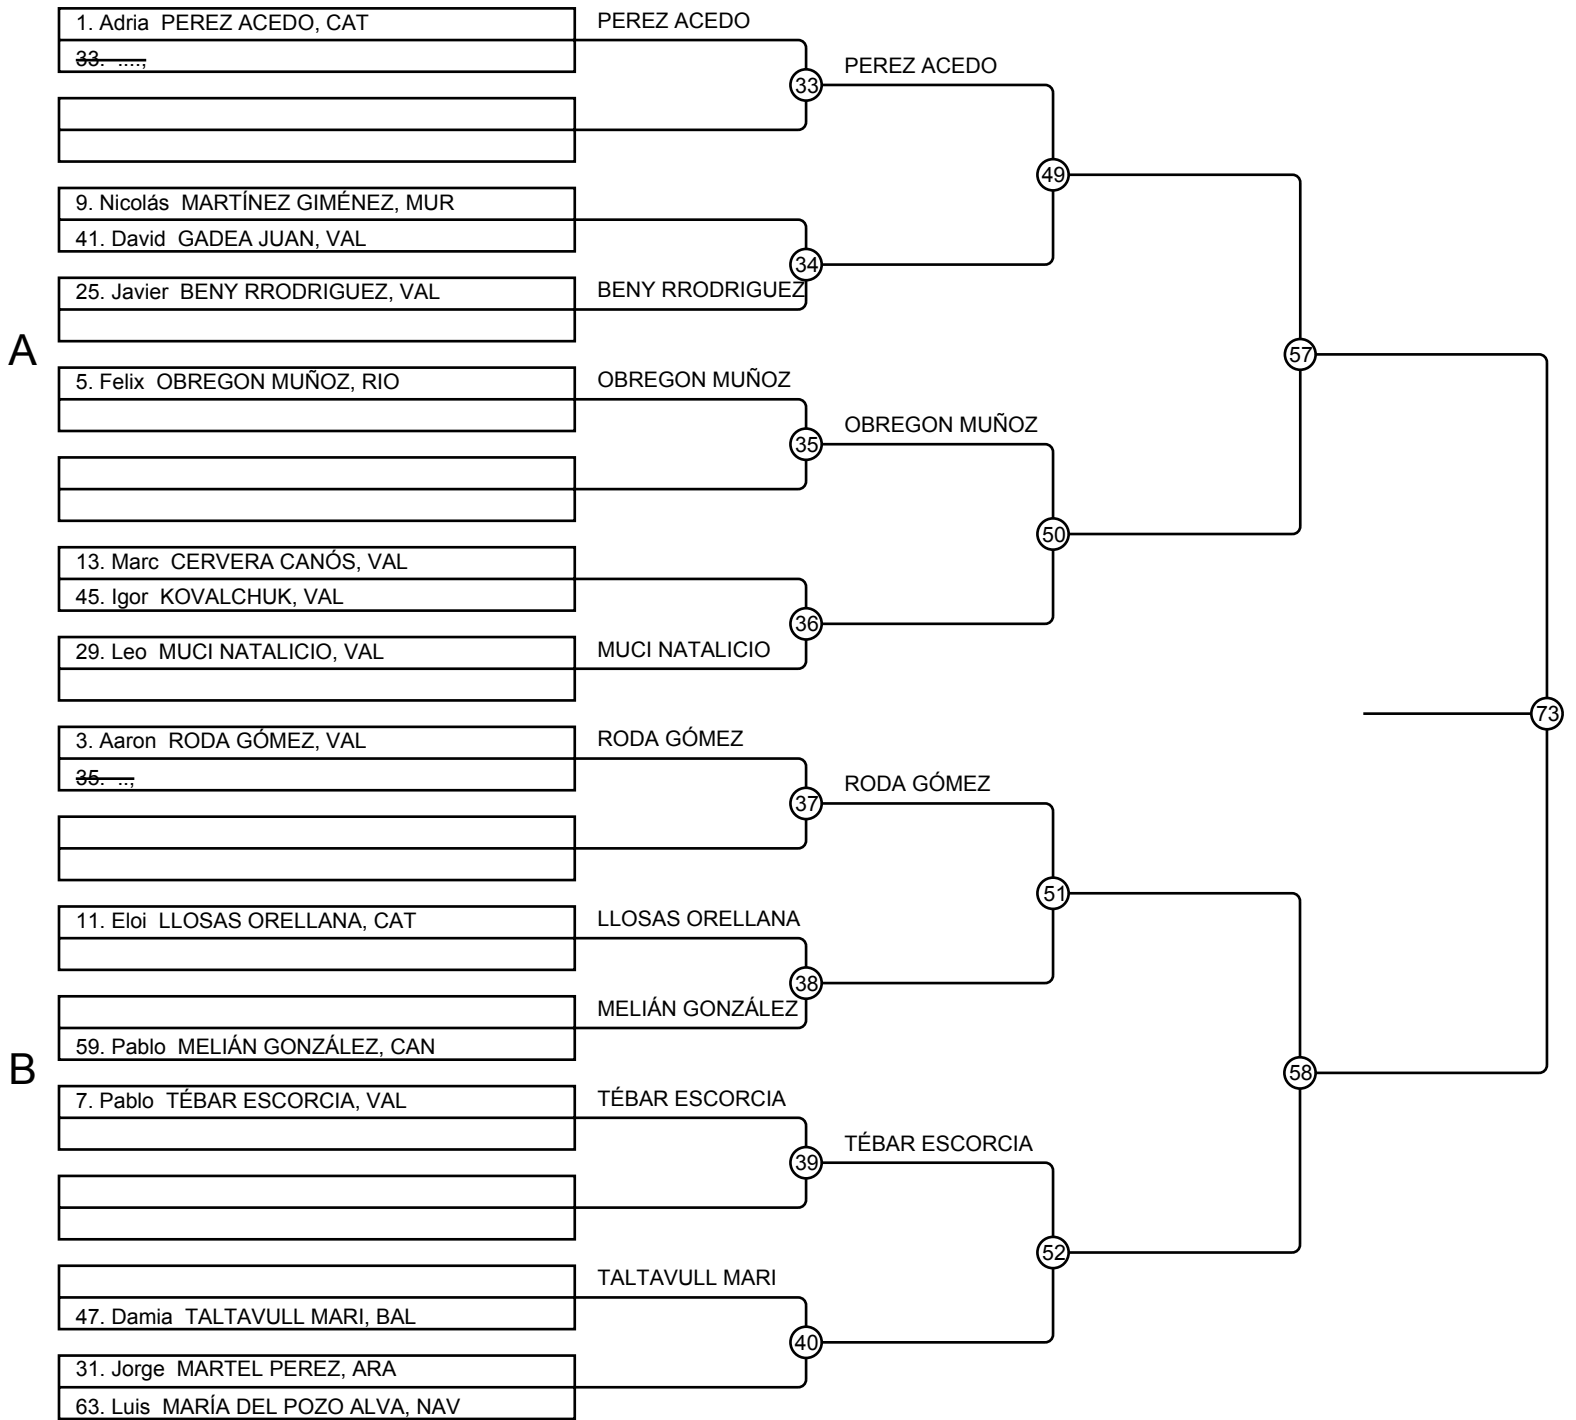 1. Adria PEREZ ACEDO, CAT
PEREZ ACEDO
33. ....,
PEREZ ACEDO
33
49
9. Nicolás MARTÍNEZ GIMÉNEZ, MUR
41. David GADEA JUAN, VAL
34
25. Javier BENY RRODRIGUEZ, VAL
BENY RRODRIGUEZ
A
57
5. Felix OBREGON MUÑOZ, RIO
OBREGON MUÑOZ
OBREGON MUÑOZ
35
50
13. Marc CERVERA CANÓS, VAL
45. Igor KOVALCHUK, VAL
36
29. Leo MUCI NATALICIO, VAL
MUCI NATALICIO
73
3. Aaron RODA GÓMEZ, VAL
RODA GÓMEZ
35. ..,
RODA GÓMEZ
37
51
11. Eloi LLOSAS ORELLANA, CAT
LLOSAS ORELLANA
38
MELIÁN GONZÁLEZ
59. Pablo MELIÁN GONZÁLEZ, CAN
B
58
7. Pablo TÉBAR ESCORCIA, VAL
TÉBAR ESCORCIA
TÉBAR ESCORCIA
39
52
TALTAVULL MARI
47. Damia TALTAVULL MARI, BAL
40
31. Jorge MARTEL PEREZ, ARA
63. Luis MARÍA DEL POZO ALVA, NAV